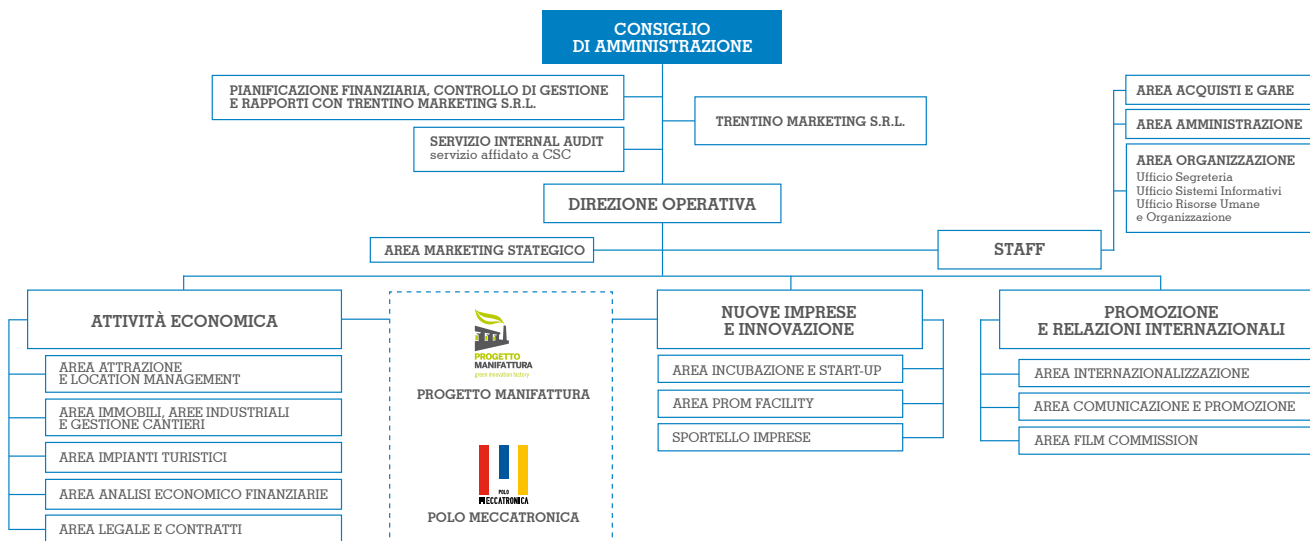 CONSIGLIO
DI AMMINISTRAZIONE
PIANIFICAZIONE FINANZIARIA, CONTROLLO DI GESTIONE
E RAPPORTI CON TRENTINO MARKETING S.R.L.
TRENTINO MARKETING S.R.L.
SERVIZIO INTERNAL AUDIT
servizio affidato a CSC
AREA ACQUISTI E GARE
AREA AMMINISTRAZIONE
AREA ORGANIZZAZIONE
Ufficio Segreteria
Ufficio Sistemi Informativi
Ufficio Risorse Umane
e Organizzazione
DIREZIONE OPERATIVA
AREA MARKETING STATEGICO
STAFF
ATTIVITÀ ECONOMICA
AREA ATTRAZIONE
E LOCATION MANAGEMENT
AREA IMMOBILI, AREE INDUSTRIALI
E GESTIONE CANTIERI
AREA IMPIANTI TURISTICI
AREA ANALISI ECONOMICO FINANZIARIE
AREA LEGALE E CONTRATTI
PROGETTO
MANIFATTURA
green innovation factory
PROGETTO MANIFATTURA
POLO
MECCATRONICA
POLO MECCATRONICA
NUOVE IMPRESE
E INNOVAZIONE
AREA INCUBAZIONE E START-UP
AREA PROM FACILITY
SPORTELLO IMPRESE
PROMOZIONE
E RELAZIONI INTERNAZIONALI
AREA INTERNAZIONALIZZAZIONE
AREA COMUNICAZIONE E PROMOZIONE
AREA FILM COMMISSION